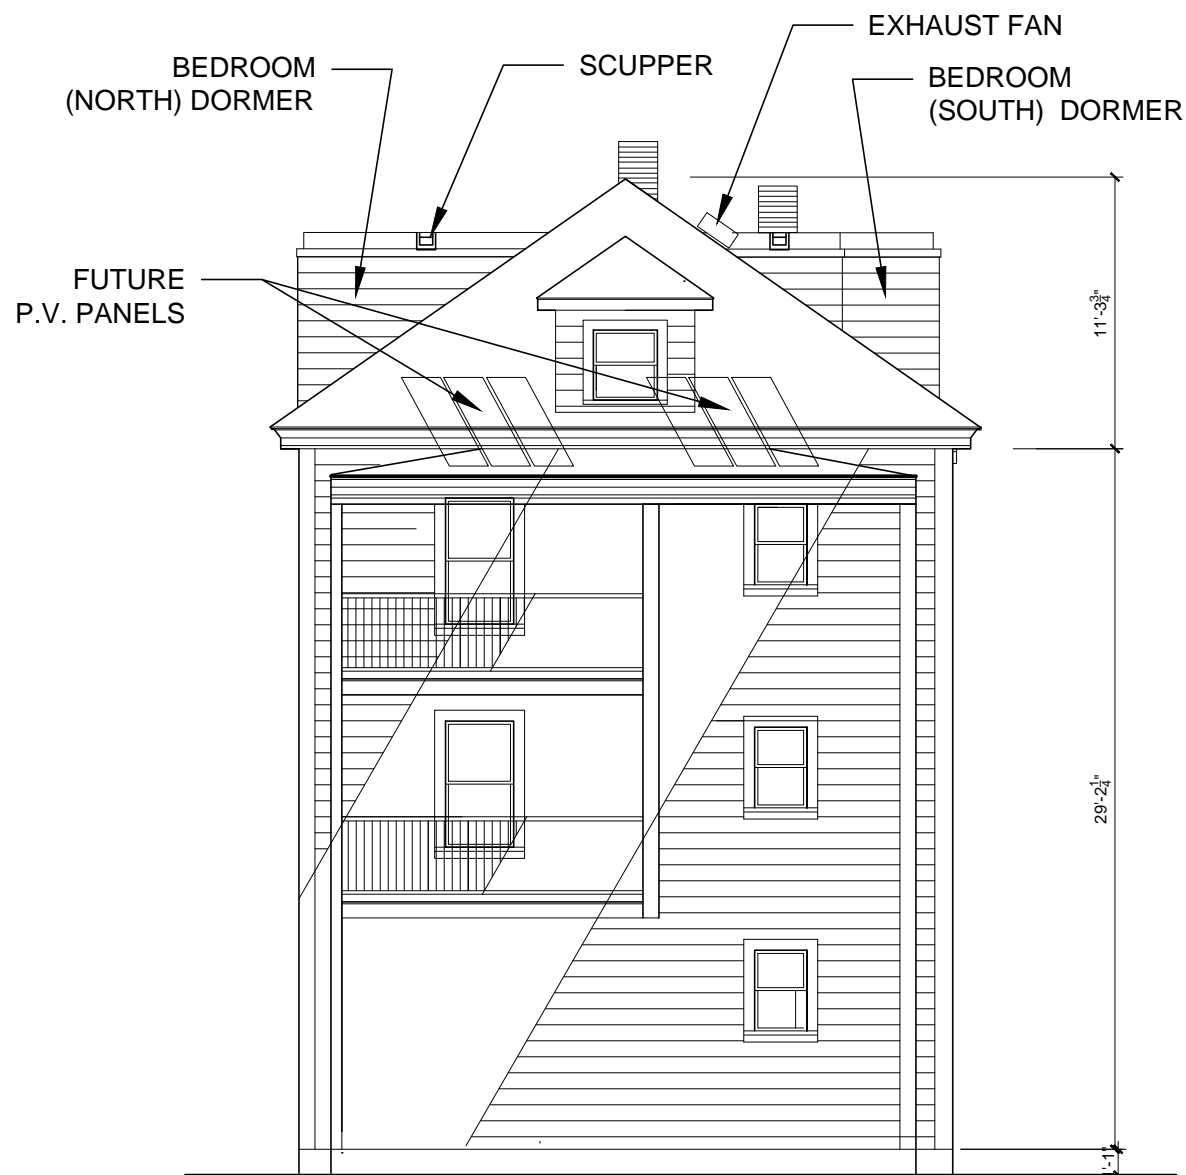 EXHAUST FAN
BEDROOM
(NORTH) DORMER
SCUPPER
BEDROOM
(SOUTH) DORMER
FUTURE
P.V. PANELS
11'-3¾"
29'-2¼"